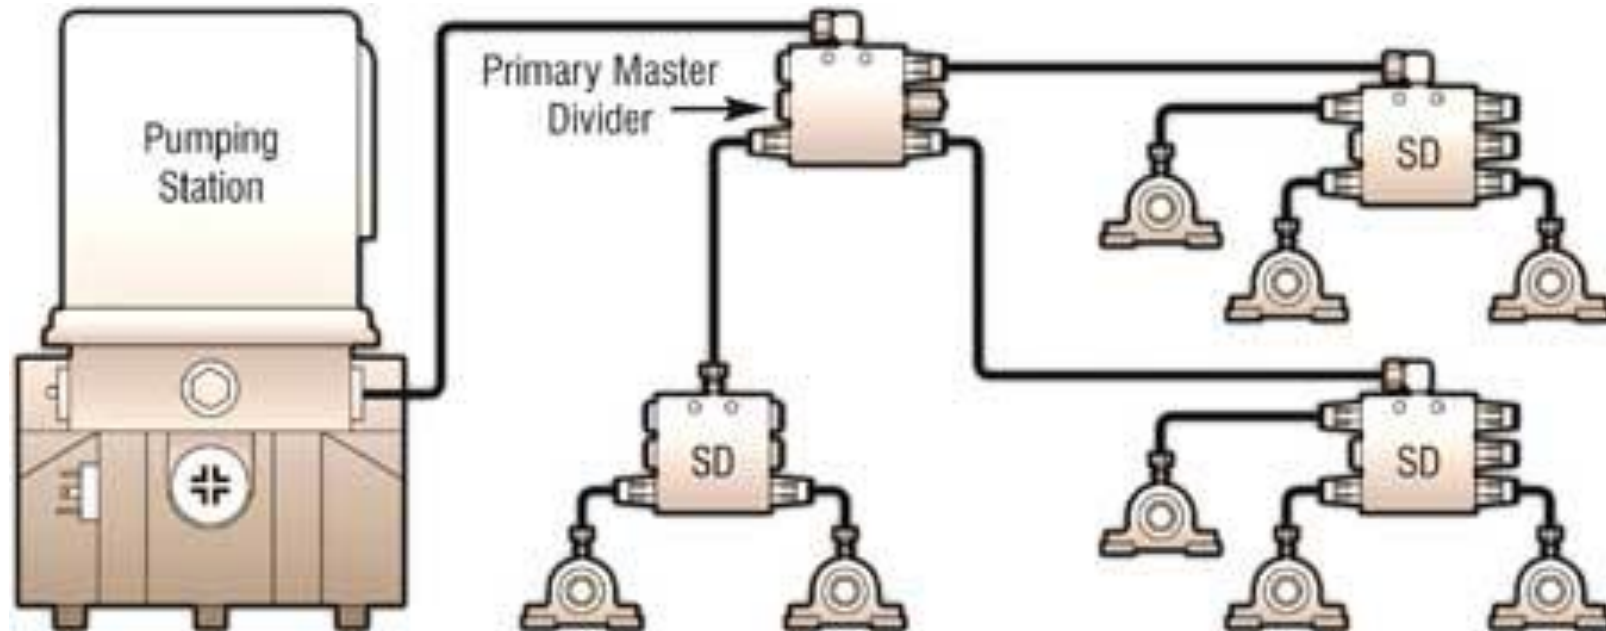 Pumping
Station
Primary Master
Divider
SD
SD
SD